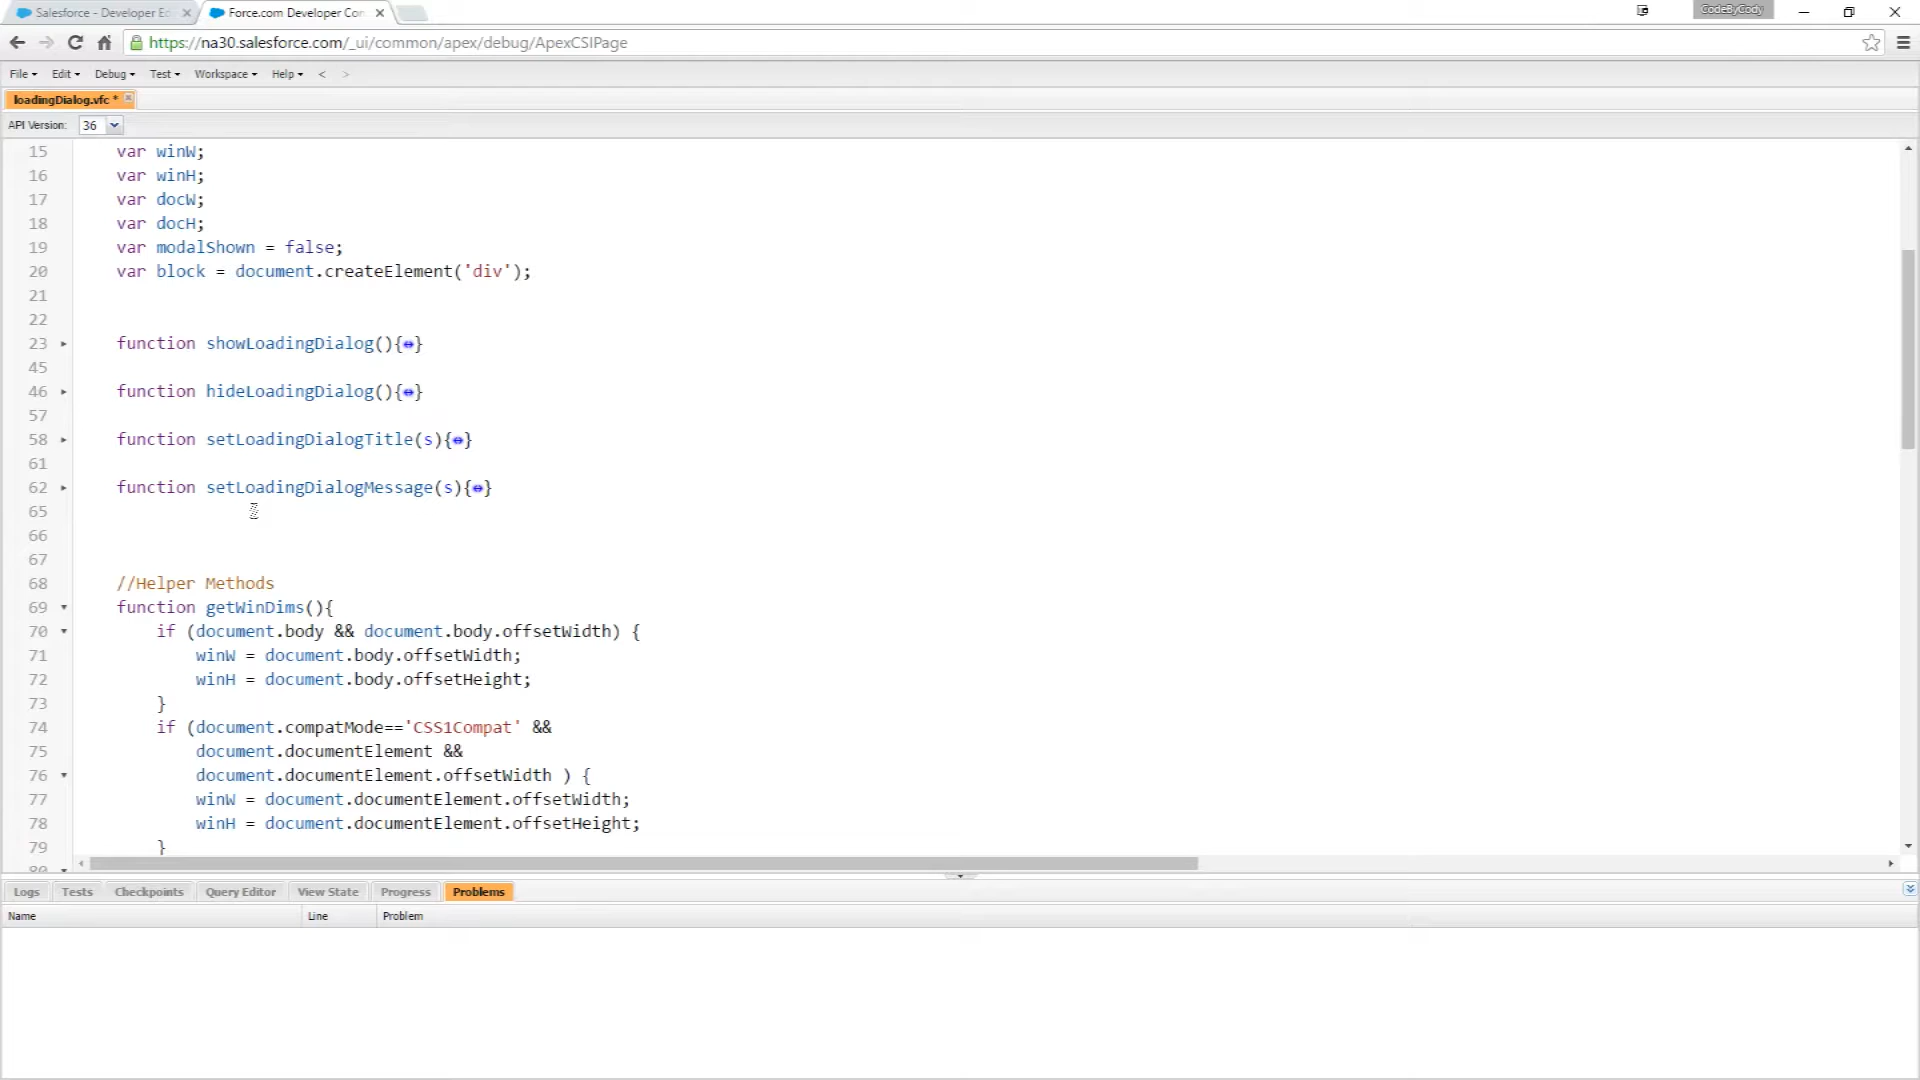 Salesforce - Developer Ed
Force.com Developer Con
CodeByCody
https://na30.salesforce.com/_ui/common/apex/debug/ApexCSIPage
File Edit Debug Test Workspace Help < >
loadingDialog.vfc *
API Version: 36
15 var winW;
16 var winH;
17 var docW;
18 var docH;
19 var modalShown = false;
20 var block = document.createElement('div');
21
22
23 function showLoadingDialog(){↔}
45
46 function hideLoadingDialog(){↔}
57
58 function setLoadingDialogTitle(s){↔}
61
62 function setLoadingDialogMessage(s){↔}
65
66
67
68 //Helper Methods
69 function getWinDims(){
70 if (document.body && document.body.offsetWidth) {
71 winW = document.body.offsetWidth;
72 winH = document.body.offsetHeight;
73 }
74 if (document.compatMode=='CSS1Compat' &&
75 document.documentElement &&
76 document.documentElement.offsetWidth ) {
77 winW = document.documentElement.offsetWidth;
78 winH = document.documentElement.offsetHeight;
79 }
80
Logs Tests Checkpoints Query Editor View State Progress Problems
Name Line Problem